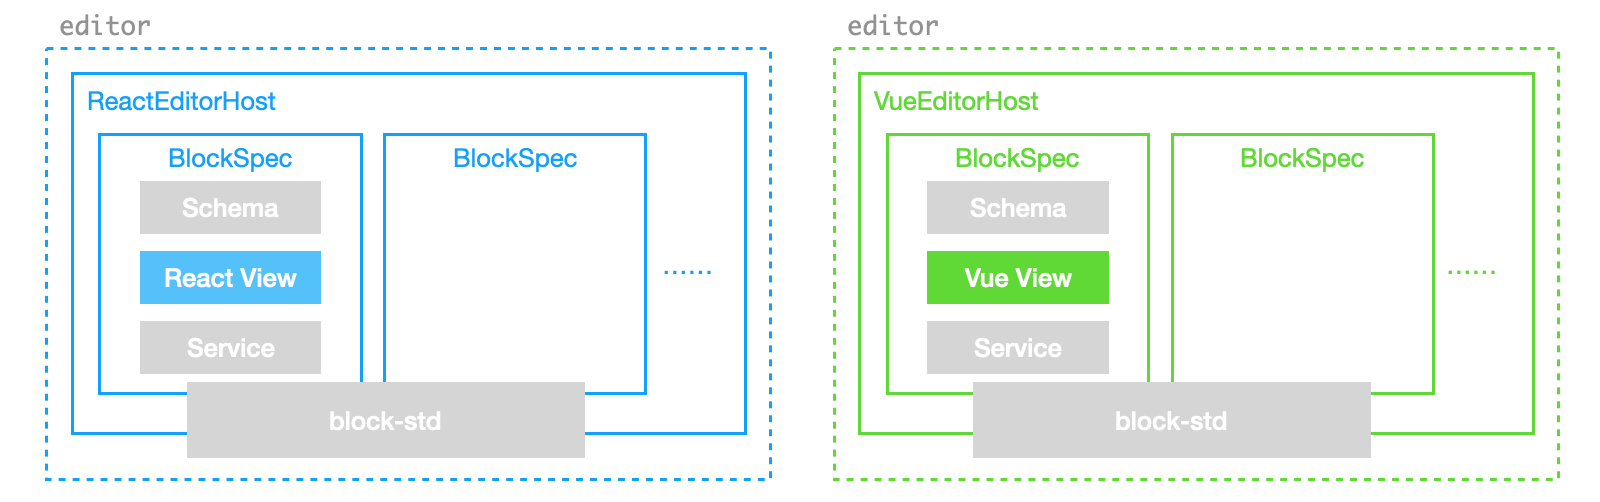 editor
ReactEditorHost
BlockSpec
Schema
React View
Service
BlockSpec
......
block-std
editor
VueEditorHost
BlockSpec
Schema
Vue View
Service
BlockSpec
......
block-std